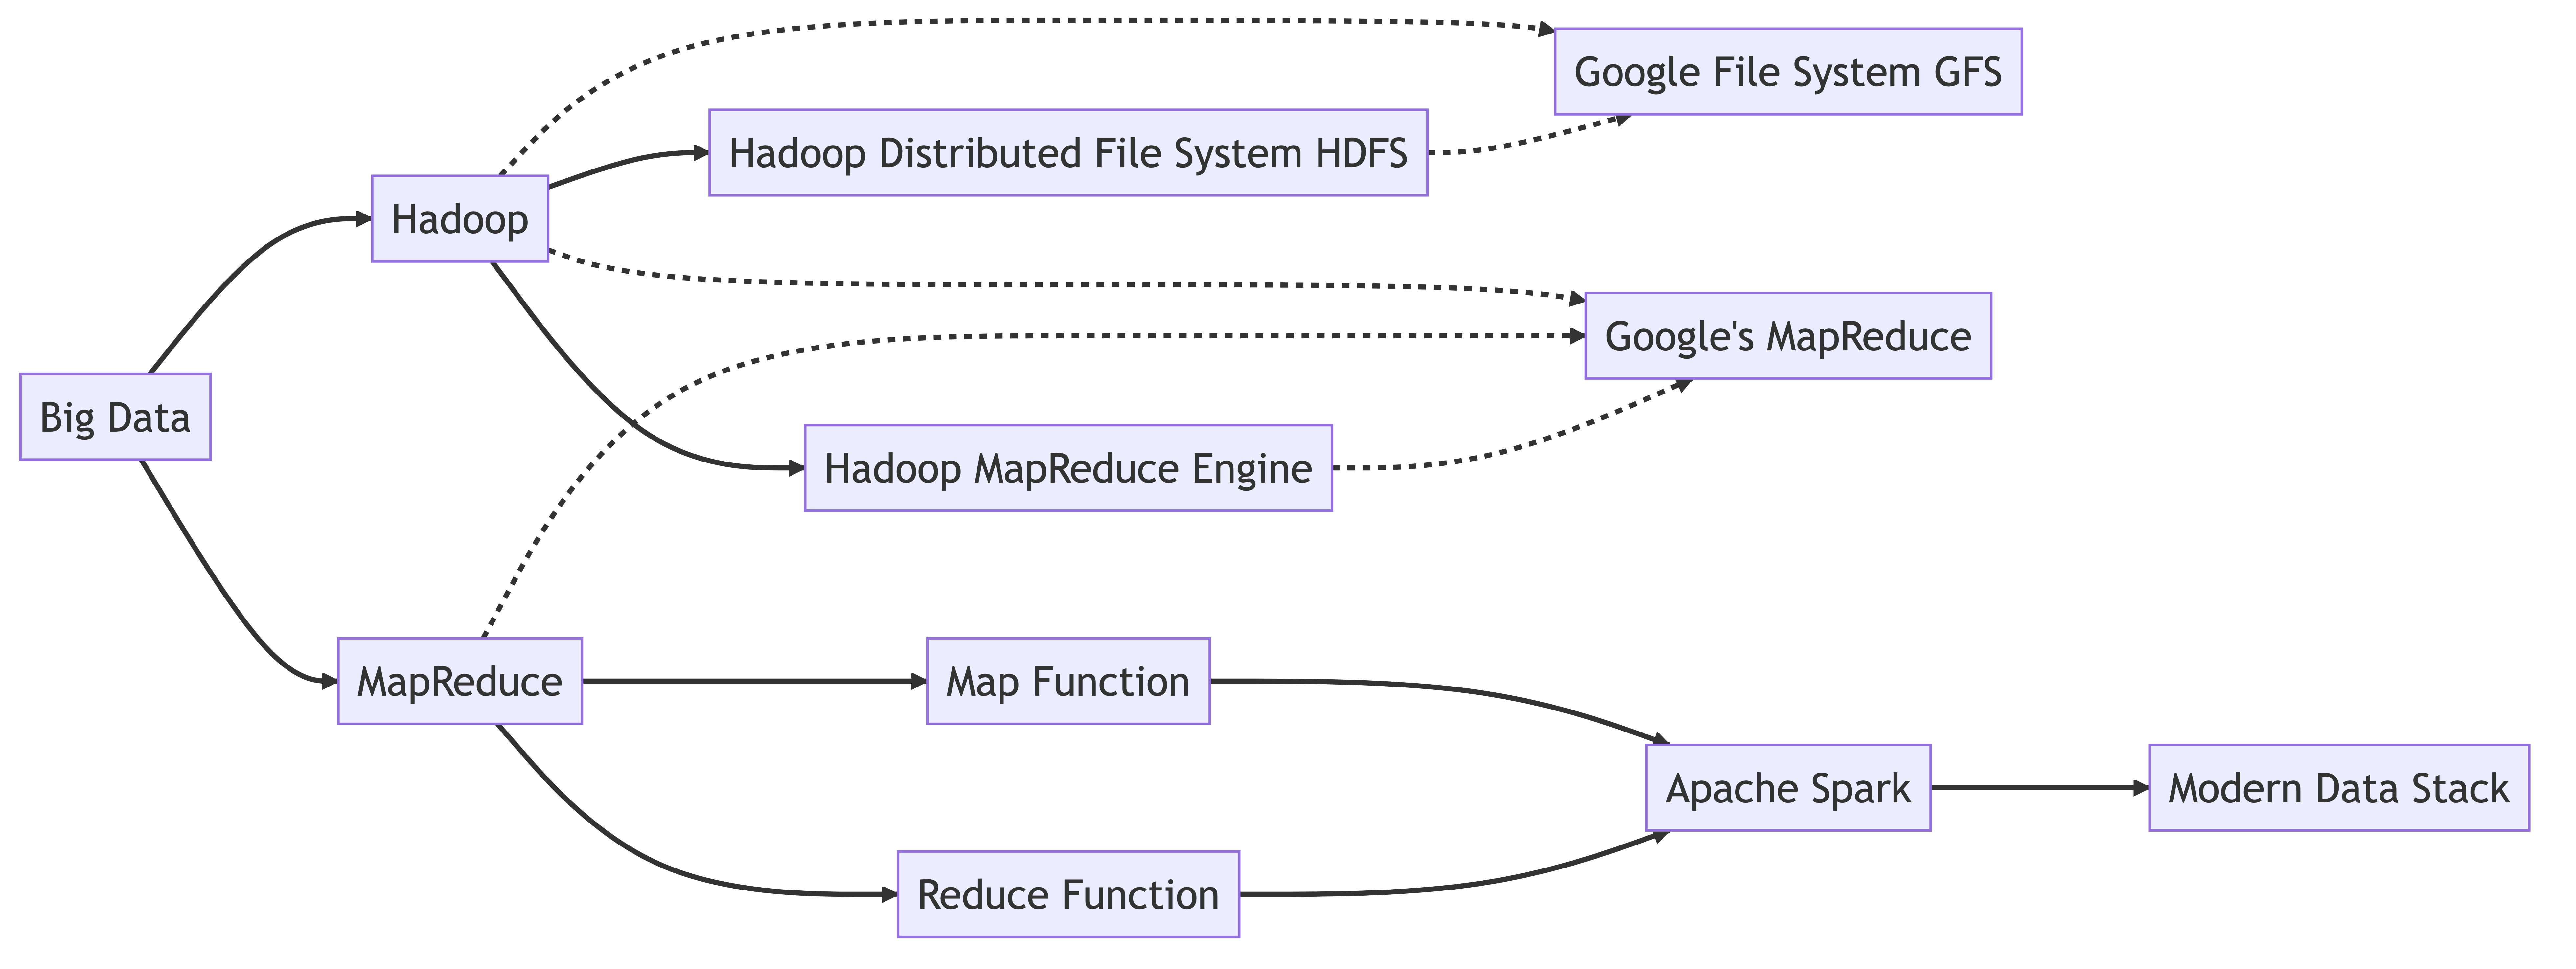 Google File System GFS
Hadoop Distributed File System HDFS
Hadoop
Google's MapReduce
Big Data
Hadoop MapReduce Engine
MapReduce
Map Function
Apache Spark
Modern Data Stack
Reduce Function